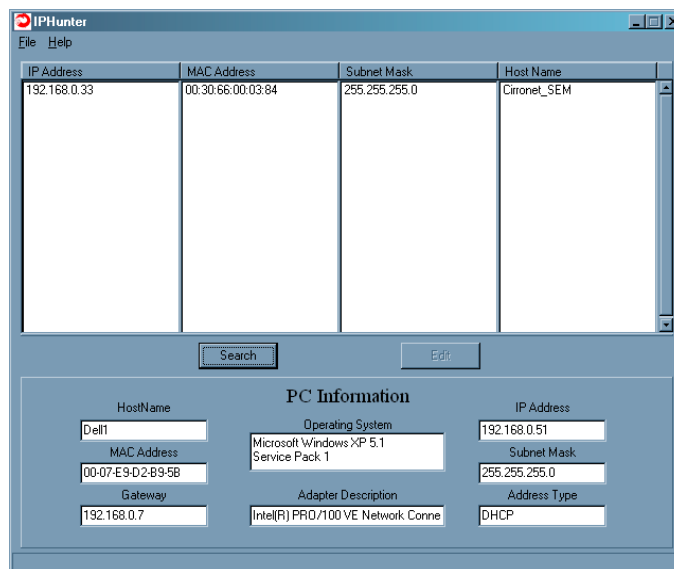 IPHunter
File Help
IP Address MAC Address Subnet Mask Host Name
192.168.0.33 00:30:66:00:03:84 255.255.255.0 Cirronet_SEM
Search Edit
PC Information
HostName Operating System IP Address
Dell1 Microsoft Windows XP 5.1 192.168.0.51
Service Pack 1
MAC Address Subnet Mask
00-07-E9-D2-B9-5B 255.255.255.0
Gateway Adapter Description Address Type
192.168.0.7 Intel(R) PRO/100 VE Network Conne DHCP